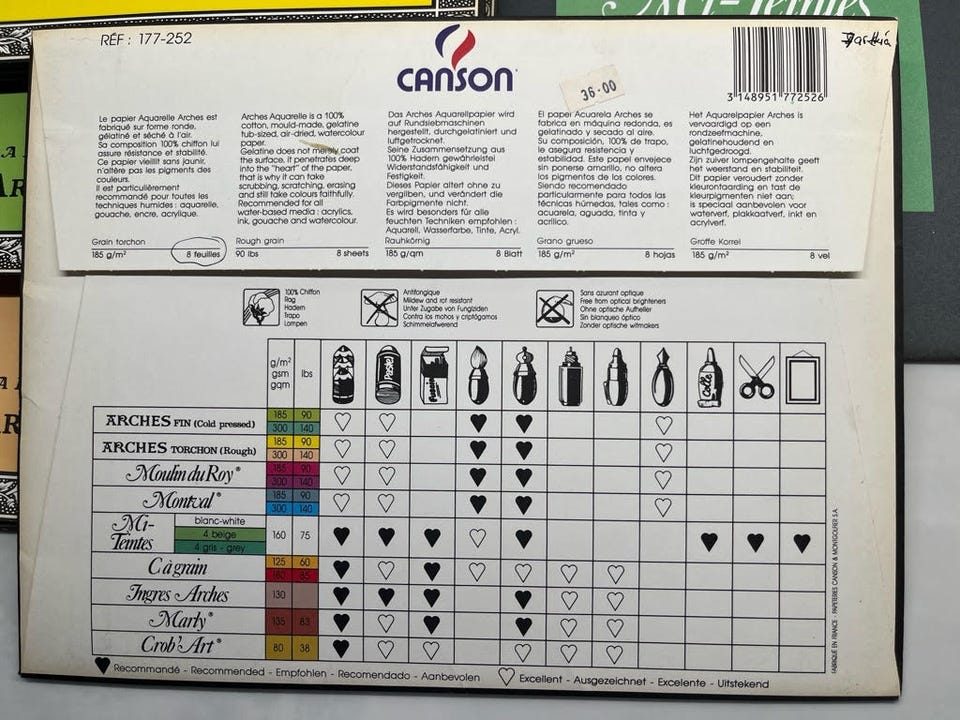 Mi-Teintes
RÉF : 177-252
CANSON
36.00
3 148951 772526
Le papier Aquarelle Arches est
fabriqué sur forme ronde,
gélatiné et séché à l'air.
Sa composition 100% chiffon lui
assure résistance et stabilité.
Ce papier vieillit sans jaunir,
n'altère pas les pigments des
couleurs.
Il est particulièrement
recommandé pour toutes les
techniques humides : aquarelle,
gouache, encre, acrylique.
Grain torchon
185 g/m² 8 feuilles
Arches Aquarelle is a 100%
cotton, mould-made, gelatine
tub-sized, air-dried, watercolour
paper.
Gelatine does not merely coat
the surface, it penetrates deep
into the "heart" of the paper,
that is why it can take
scrubbing, scratching, erasing
and still take colours faithfully.
Recommended for all
water-based media : acrylics,
ink, gouache and watercolour.
Rough grain
90 lbs 8 sheets
Das Arches Aquarellpapier wird
auf Rundsiebmaschinen
hergestellt, durchgelatiniert und
luftgetrocknet.
Seine Zusammensetzung aus
100% Hadern gewährleistet
Widerstandsfähigkeit und
Festigkeit.
Dieses Papier altert ohne zu
vergilben, und verändert die
Farbpigmente nicht.
Es wird besonders für alle
feuchten Techniken empfohlen :
Aquarell, Wasserfarbe, Tinte, Acryl.
Rauhkörnig
185 g/qm 8 Blatt
El papel Acuarela Arches se
fabrica en máquina redonda, es
gelatinado y secado al aire.
Su composición, 100% de trapo,
le asegura resistencia y
estabilidad. Este papel envejece
sin ponerse amarillo, no altera
los pigmentos de los colores.
Siendo recomendado
particularmente para todos las
técnicas húmedas, tales como :
acuarela, aguada, tinta y
acrílico.
Grano grueso
185 g/m² 8 hojas
Het Aquarelpapier Arches is
vervaardigd op een
rondzeefmachine,
gelatinehoudend en
luchtgedroogd.
Zijn zuiver lompengehalte geeft
het weerstand en stabiliteit.
Dit papier veroudert zonder
kleurontaarding en tast de
kleurpigmenten niet aan;
is speciaal aanbevolen voor
waterverf, plakkaatverf, inkt en
acrylverf.
Groffe Korrel
185 g/m² 8 vel
100% Chiffon
Rag
Hadern
Trapo
Lompen
Antifongique
Mildew and rot resistant
Unter Zugabe von Fungiziden
Contra los mohos y criptógamos
Schimmelwerend
Sans azurant optique
Free from optical brighteners
Ohne optische Aufheller
Sin blanqueo óptico
Zonder optische witmakers
g/m²
gsm
gqm
lbs
Pastel
Fusain
Colle
ARCHES FIN (Cold pressed) 185 90
300 140
ARCHES TORCHON (Rough) 185 90
300 140
Moulin du Roy® 185 90
300 140
Montval® 185 90
300 140
Mi-
Teintes
blanc-white
4 beige
4 gris - grey
160 75
C à grain 125 60
180 85
Ingres Arches 130
Marly® 135 83
Crob'Art® 80 38
Recommandé - Recommended - Empfohlen - Recomendado - Aanbevolen
Excellent - Ausgezeichnet - Excelente - Uitstekend
FABRIQUÉ EN FRANCE - PAPETERIES CANSON & MONTGOLFIER S.A.